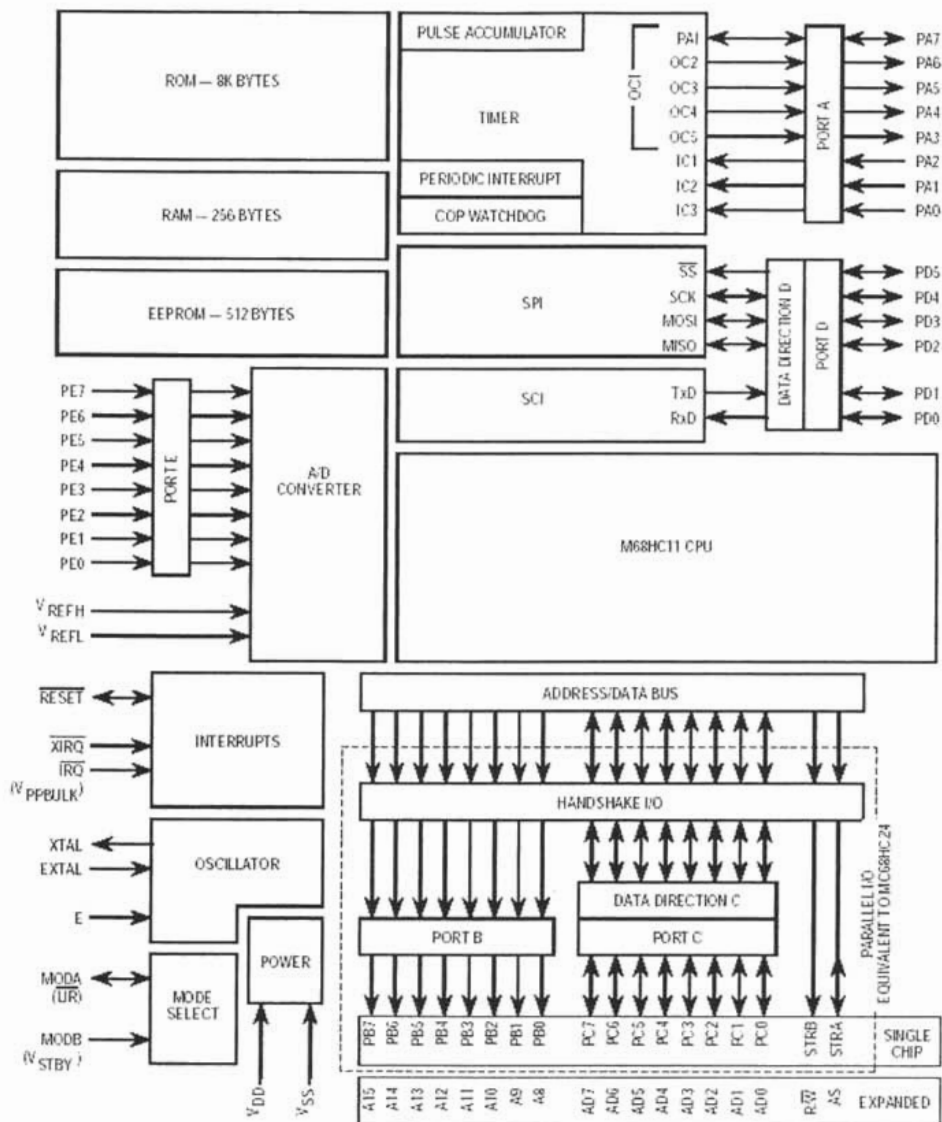 ROM — 8K BYTES
RAM — 256 BYTES
EEPROM — 512 BYTES
PULSE ACCUMULATOR
TIMER
PERIODIC INTERRUPT
COP WATCHDOG
OC1
PAI
OC2
OC3
OC4
OC5
IC1
IC2
IC3
PORT A
PA7
PA6
PA5
PA4
PA3
PA2
PA1
PA0
SPI
SS
SCK
MOSI
MISO
SCI
TxD
RxD
DATA DIRECTION D
PORT D
PD5
PD4
PD3
PD2
PD1
PD0
PE7
PE6
PE5
PE4
PE3
PE2
PE1
PE0
PORT E
A/D
CONVERTER
V REFH
V REFL
M68HC11 CPU
RESET
XIRQ
IRQ
(V PPBULK)
INTERRUPTS
XTAL
EXTAL
E
OSCILLATOR
POWER
MODA
(LIR)
MODB
(V STBY)
MODE
SELECT
VDD
VSS
ADDRESS/DATA BUS
HANDSHAKE I/O
DATA DIRECTION C
PORT B
PORT C
PARALLEL I/O
EQUIVALENT TO MC68HC24
PB7
PB6
PB5
PB4
PB3
PB2
PB1
PB0
PC7
PC6
PC5
PC4
PC3
PC2
PC1
PC0
STRB
STRA
SINGLE
CHIP
A15
A14
A13
A12
A11
A10
A9
A8
AD7
AD6
AD5
AD4
AD3
AD2
AD1
AD0
R/W
AS
EXPANDED